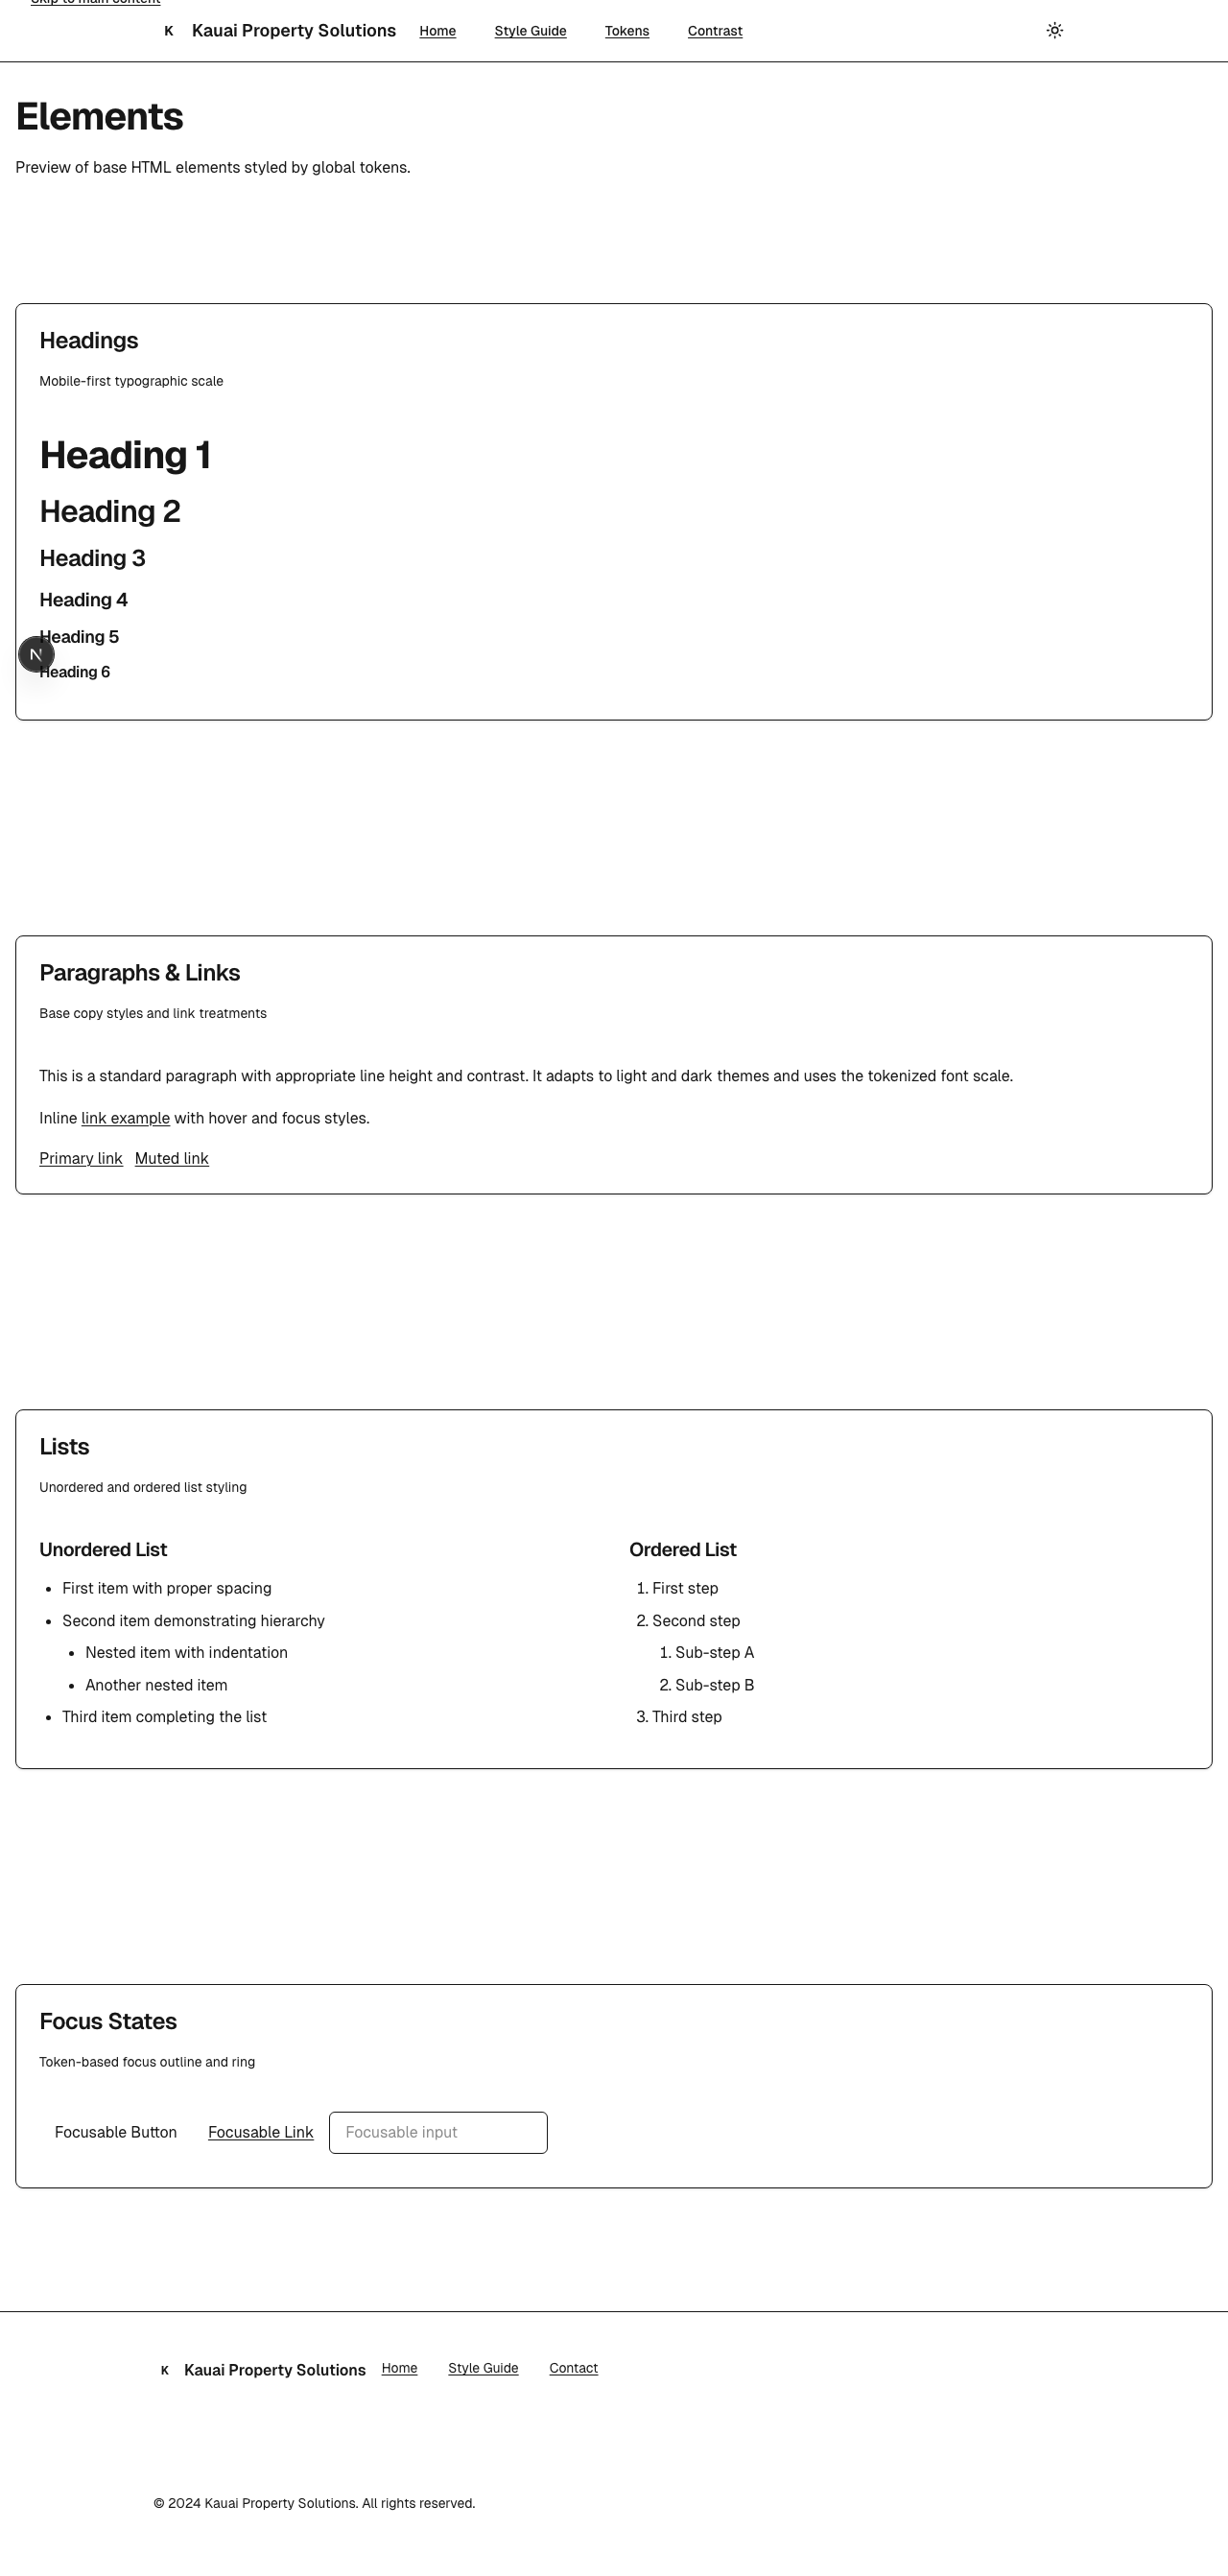 Skip to main content
K Kauai Property Solutions Home Style Guide Tokens Contrast
Elements
Preview of base HTML elements styled by global tokens.
Headings
Mobile-first typographic scale
Heading 1
Heading 2
Heading 3
Heading 4
Heading 5
N
Heading 6
Paragraphs & Links
Base copy styles and link treatments
This is a standard paragraph with appropriate line height and contrast. It adapts to light and dark themes and uses the tokenized font scale.
Inline link example with hover and focus styles.
Primary link Muted link
Lists
Unordered and ordered list styling
Unordered List
• First item with proper spacing
• Second item demonstrating hierarchy
• Nested item with indentation
• Another nested item
• Third item completing the list
Ordered List
1. First step
2. Second step
1. Sub-step A
2. Sub-step B
3. Third step
Focus States
Token-based focus outline and ring
Focusable Button Focusable Link Focusable input
K Kauai Property Solutions Home Style Guide Contact
© 2024 Kauai Property Solutions. All rights reserved.